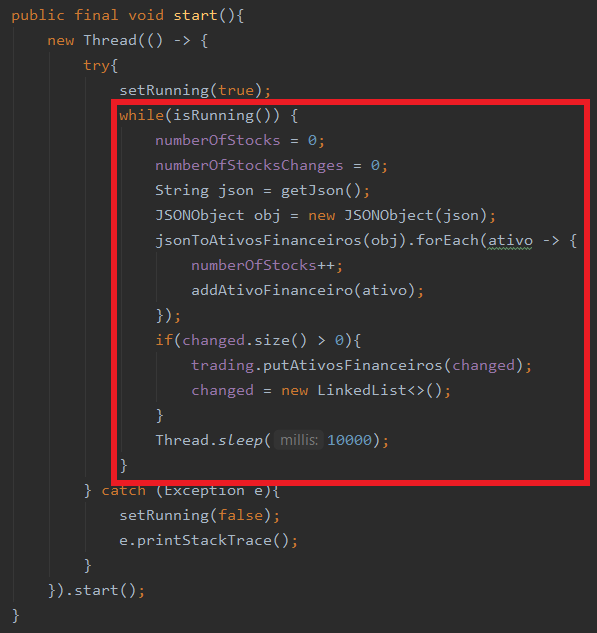 public final void start(){
new Thread(() -> {
try{
setRunning(true);
while(isRunning()) {
numberOfStocks = 0;
numberOfStocksChanges = 0;
String json = getJson();
JSONObject obj = new JSONObject(json);
jsonToAtivosFinanceiros(obj).forEach(ativo -> {
numberOfStocks++;
addAtivoFinanceiro(ativo);
});
if(changed.size() > 0){
trading.putAtivosFinanceiros(changed);
changed = new LinkedList<>();
}
Thread.sleep( millis: 10000);
}
} catch (Exception e){
setRunning(false);
e.printStackTrace();
}
}).start();
}